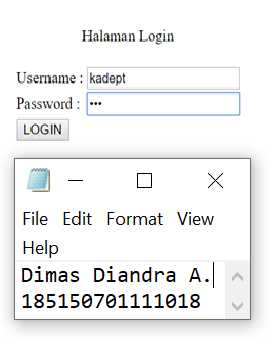 Halaman Login
Username : kadept
Password : •••
LOGIN
File Edit Format View
Help
Dimas Diandra A.
185150701111018